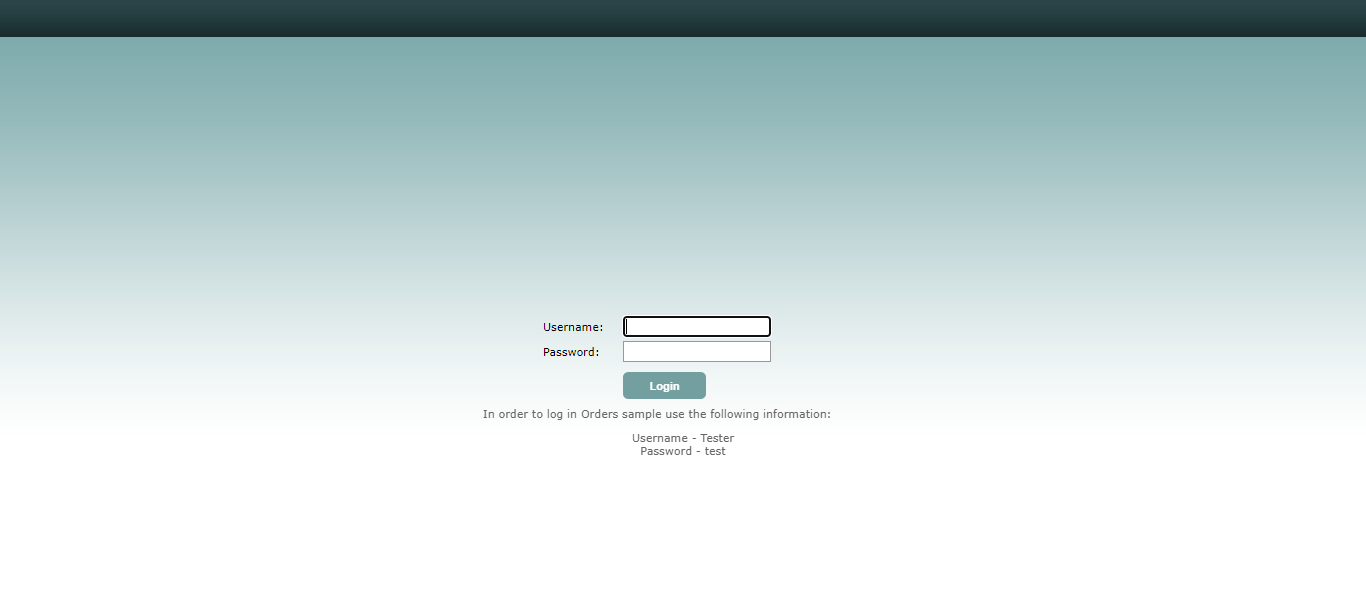 Username:
Password:
Login
In order to log in Orders sample use the following information:
Username - Tester
Password - test